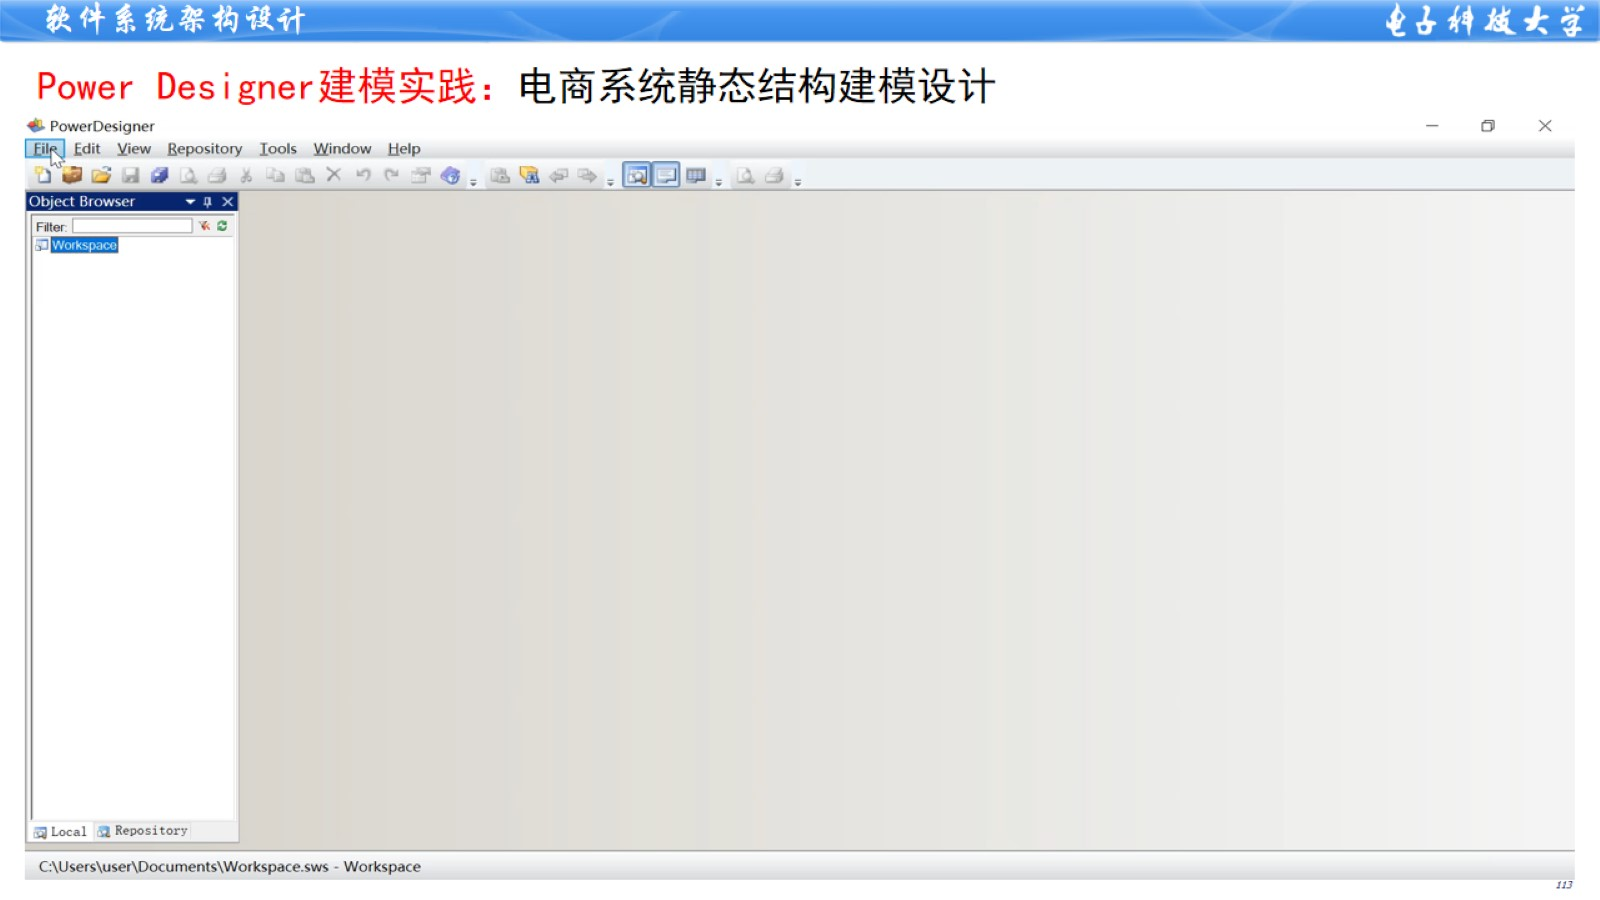 软件系统架构设计
电子科技大学
Power Designer建模实践：电商系统静态结构建模设计
PowerDesigner
File Edit View Repository Tools Window Help
Object Browser
Filter:
Workspace
Local Repository
C:\Users\user\Documents\Workspace.sws - Workspace
113